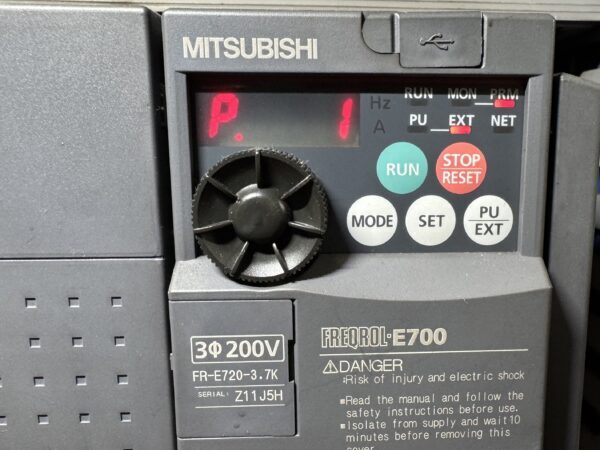 MITSUBISHI
P. 1
Hz
A
RUN MON PRM
PU EXT NET
RUN
STOP
RESET
MODE
SET
PU
EXT
3Φ200V
FR-E720-3.7K
SERIAL: Z11J5H
FREQROL-E700
⚠DANGER
Risk of injury and electric shock
■Read the manual and follow the
safety instructions before use.
■Isolate from supply and wait 10
minutes before removing this
cover.